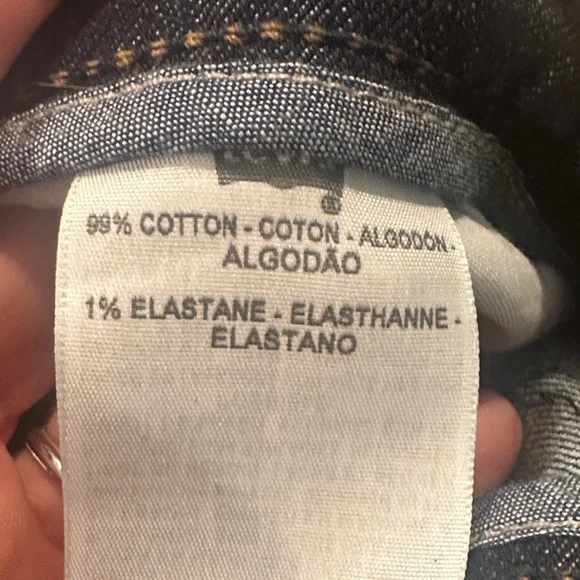 99% COTTON - COTON - ALGODÓN -
ALGODÃO
1% ELASTANE - ELASTHANNE -
ELASTANO